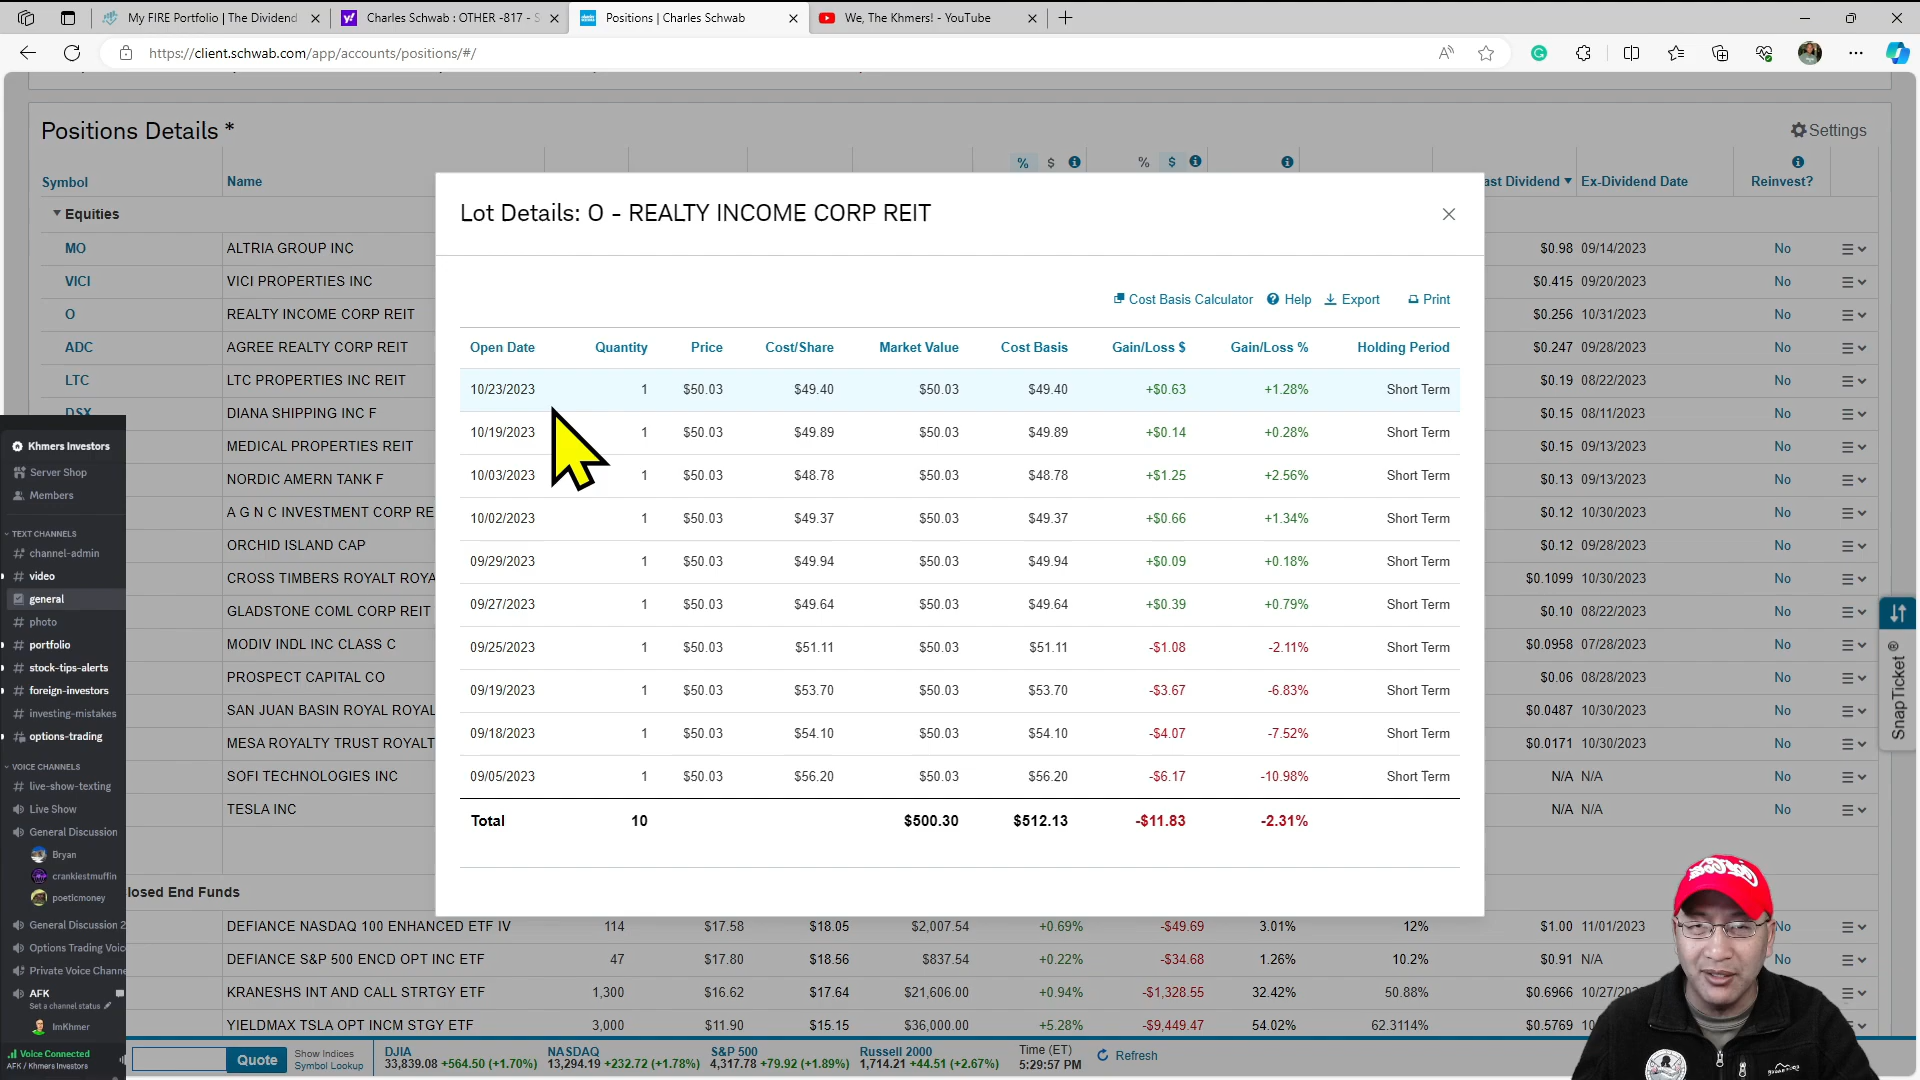 My FIRE Portfolio | The Dividend
Charles Schwab : OTHER -817 - S
Positions | Charles Schwab
We, The Khmers! - YouTube
https://client.schwab.com/app/accounts/positions/#/
Positions Details *
Settings
% $ % $
Symbol Name ast Dividend Ex-Dividend Date Reinvest?
Equities
MO ALTRIA GROUP INC $0.98 09/14/2023 No
VICI VICI PROPERTIES INC $0.415 09/20/2023 No
O REALTY INCOME CORP REIT $0.256 10/31/2023 No
ADC AGREE REALTY CORP REIT $0.247 09/28/2023 No
LTC LTC PROPERTIES INC REIT $0.19 08/22/2023 No
DSX DIANA SHIPPING INC F $0.15 08/11/2023 No
MEDICAL PROPERTIES REIT $0.15 09/13/2023 No
NORDIC AMERN TANK F $0.13 09/13/2023 No
A G N C INVESTMENT CORP RE $0.12 10/30/2023 No
ORCHID ISLAND CAP $0.12 09/28/2023 No
CROSS TIMBERS ROYALT ROYA $0.1099 10/30/2023 No
GLADSTONE COML CORP REIT $0.10 08/22/2023 No
MODIV INDL INC CLASS C $0.0958 07/28/2023 No
PROSPECT CAPITAL CO $0.06 08/28/2023 No
SAN JUAN BASIN ROYAL ROYAL $0.0487 10/30/2023 No
MESA ROYALTY TRUST ROYALT $0.0171 10/30/2023 No
SOFI TECHNOLOGIES INC N/A N/A No
TESLA INC N/A N/A No
Lot Details: O - REALTY INCOME CORP REIT
Cost Basis Calculator Help Export Print
Open Date Quantity Price Cost/Share Market Value Cost Basis Gain/Loss $ Gain/Loss % Holding Period
10/23/2023 1 $50.03 $49.40 $50.03 $49.40 +$0.63 +1.28% Short Term
10/19/2023 1 $50.03 $49.89 $50.03 $49.89 +$0.14 +0.28% Short Term
10/03/2023 1 $50.03 $48.78 $50.03 $48.78 +$1.25 +2.56% Short Term
10/02/2023 1 $50.03 $49.37 $50.03 $49.37 +$0.66 +1.34% Short Term
09/29/2023 1 $50.03 $49.94 $50.03 $49.94 +$0.09 +0.18% Short Term
09/27/2023 1 $50.03 $49.64 $50.03 $49.64 +$0.39 +0.79% Short Term
09/25/2023 1 $50.03 $51.11 $50.03 $51.11 -$1.08 -2.11% Short Term
09/19/2023 1 $50.03 $53.70 $50.03 $53.70 -$3.67 -6.83% Short Term
09/18/2023 1 $50.03 $54.10 $50.03 $54.10 -$4.07 -7.52% Short Term
09/05/2023 1 $50.03 $56.20 $50.03 $56.20 -$6.17 -10.98% Short Term
Total 10 $500.30 $512.13 -$11.83 -2.31%
SnapTicket ®
Khmers Investors
Server Shop
Members
TEXT CHANNELS
channel-admin
video
general
photo
portfolio
stock-tips-alerts
foreign-investors
investing-mistakes
options-trading
VOICE CHANNELS
live-show-texting
Live Show
General Discussion
Bryan
crankiestmuffin
poeticmoney
General Discussion 2
Options Trading Voic
Private Voice Channe
AFK
Set a channel status
ImKhmer
Voice Connected
AFK / Khmers Investors
losed End Funds
DEFIANCE NASDAQ 100 ENHANCED ETF IV 114 $17.58 $18.05 $2,007.54 +0.69% -$49.69 3.01% 12% $1.00 11/01/2023 No
DEFIANCE S&P 500 ENCD OPT INC ETF 47 $17.80 $18.56 $837.54 +0.22% -$34.68 1.26% 10.2% $0.91 N/A No
KRANESHS INT AND CALL STRTGY ETF 1,300 $16.62 $17.64 $21,606.00 +0.94% -$1,328.55 32.42% 50.88% $0.6966 10/27/20 No
YIELDMAX TSLA OPT INCM STGY ETF 3,000 $11.90 $15.15 $36,000.00 +5.28% -$9,449.47 54.02% 62.3114% $0.5769 10 No
Quote
Show Indices
Symbol Lookup
DJIA
33,839.08 +564.50 (+1.70%)
NASDAQ
13,294.19 +232.72 (+1.78%)
S&P 500
4,317.78 +79.92 (+1.89%)
Russell 2000
1,714.21 +44.51 (+2.67%)
Time (ET)
5:29:57 PM
Refresh